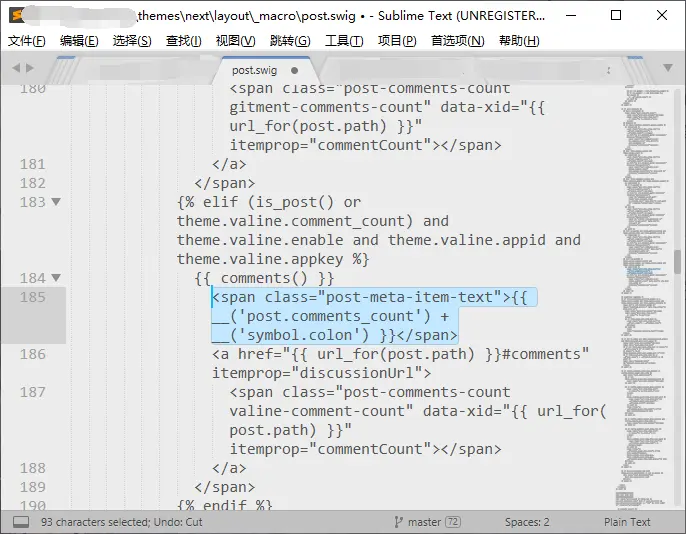 _themes\next\layout\_macro\post.swig • - Sublime Text (UNREGISTER...
文件(F) 编辑(E) 选择(S) 查找(I) 视图(V) 跳转(G) 工具(T) 项目(P) 首选项(N) 帮助(H)
post.swig
180 <span class="post-comments-count
gitment-comments-count" data-xid="{{
url_for(post.path) }}"
itemprop="commentCount"></span>
181 </a>
182 </span>
183 {% elif (is_post() or
theme.valine.comment_count) and
theme.valine.enable and theme.valine.appid and
theme.valine.appkey %}
184 {{ comments() }}
185 <span class="post-meta-item-text">{{
__('post.comments_count') +
__('symbol.colon') }}</span>
186 <a href="{{ url_for(post.path) }}#comments"
itemprop="discussionUrl">
187 <span class="post-comments-count
valine-comment-count" data-xid="{{ url_for(
post.path) }}"
itemprop="commentCount"></span>
188 </a>
189 </span>
190 {% endif %}
93 characters selected; Undo: Cut master 72 Spaces: 2 Plain Text